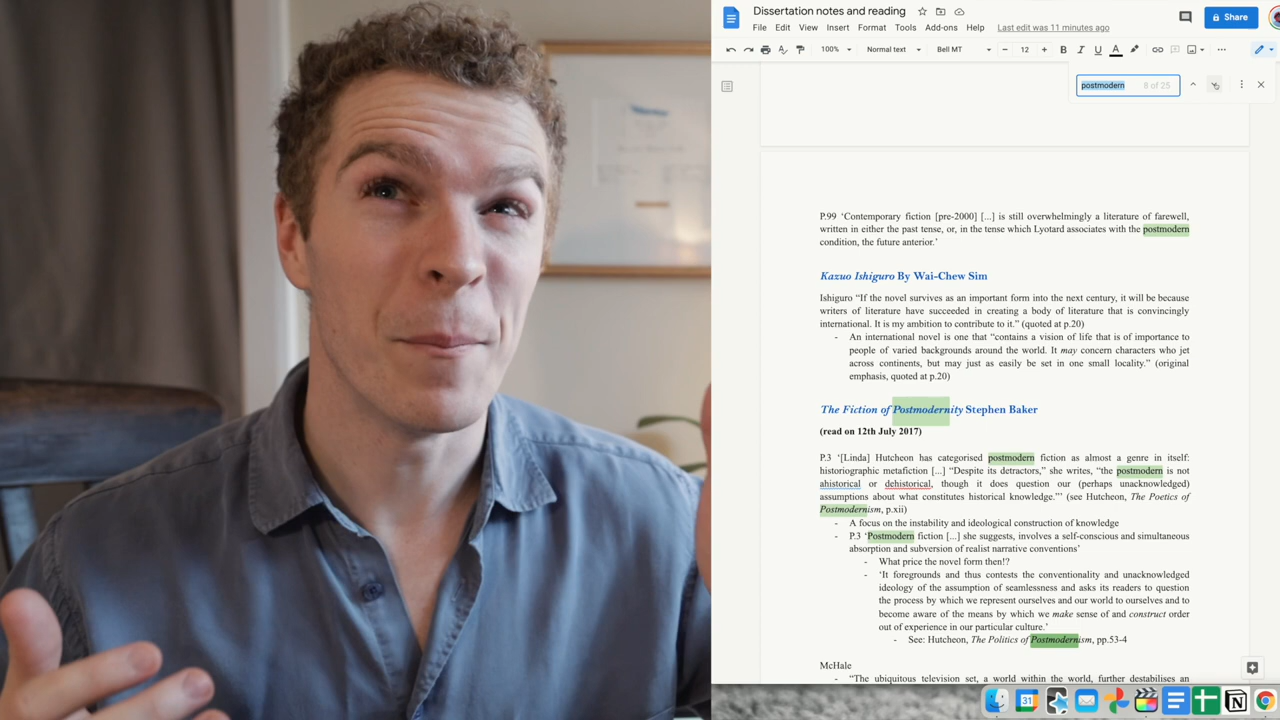 Dissertation notes and reading
File Edit View Insert Format Tools Add-ons Help Last edit was 11 minutes ago
Share
100% Normal text Bell MT 12 B I U A
postmodern 8 of 25
P.99 ‘Contemporary fiction [pre-2000] [...] is still overwhelmingly a literature of farewell,
written in either the past tense, or, in the tense which Lyotard associates with the postmodern
condition, the future anterior.’
Kazuo Ishiguro By Wai-Chew Sim
Ishiguro “If the novel survives as an important form into the next century, it will be because
writers of literature have succeeded in creating a body of literature that is convincingly
international. It is my ambition to contribute to it.” (quoted at p.20)
- An international novel is one that “contains a vision of life that is of importance to
people of varied backgrounds around the world. It may concern characters who jet
across continents, but may just as easily be set in one small locality.” (original
emphasis, quoted at p.20)
The Fiction of Postmodernity Stephen Baker
(read on 12th July 2017)
P.3 ‘[Linda] Hutcheon has categorised postmodern fiction as almost a genre in itself:
historiographic metafiction [...] “Despite its detractors,” she writes, “the postmodern is not
ahistorical or dehistorical, though it does question our (perhaps unacknowledged)
assumptions about what constitutes historical knowledge.”’ (see Hutcheon, The Poetics of
Postmodernism, p.xii)
- A focus on the instability and ideological construction of knowledge
- P.3 ‘Postmodern fiction [...] she suggests, involves a self-conscious and simultaneous
absorption and subversion of realist narrative conventions’
- What price the novel form then!?
- ‘It foregrounds and thus contests the conventionality and unacknowledged
ideology of the assumption of seamlessness and asks its readers to question
the process by which we represent ourselves and our world to ourselves and to
become aware of the means by which we make sense of and construct order
out of experience in our particular culture.’
- See: Hutcheon, The Politics of Postmodernism, pp.53-4
McHale
- “The ubiquitous television set, a world within the world, further destabilises an
31
N